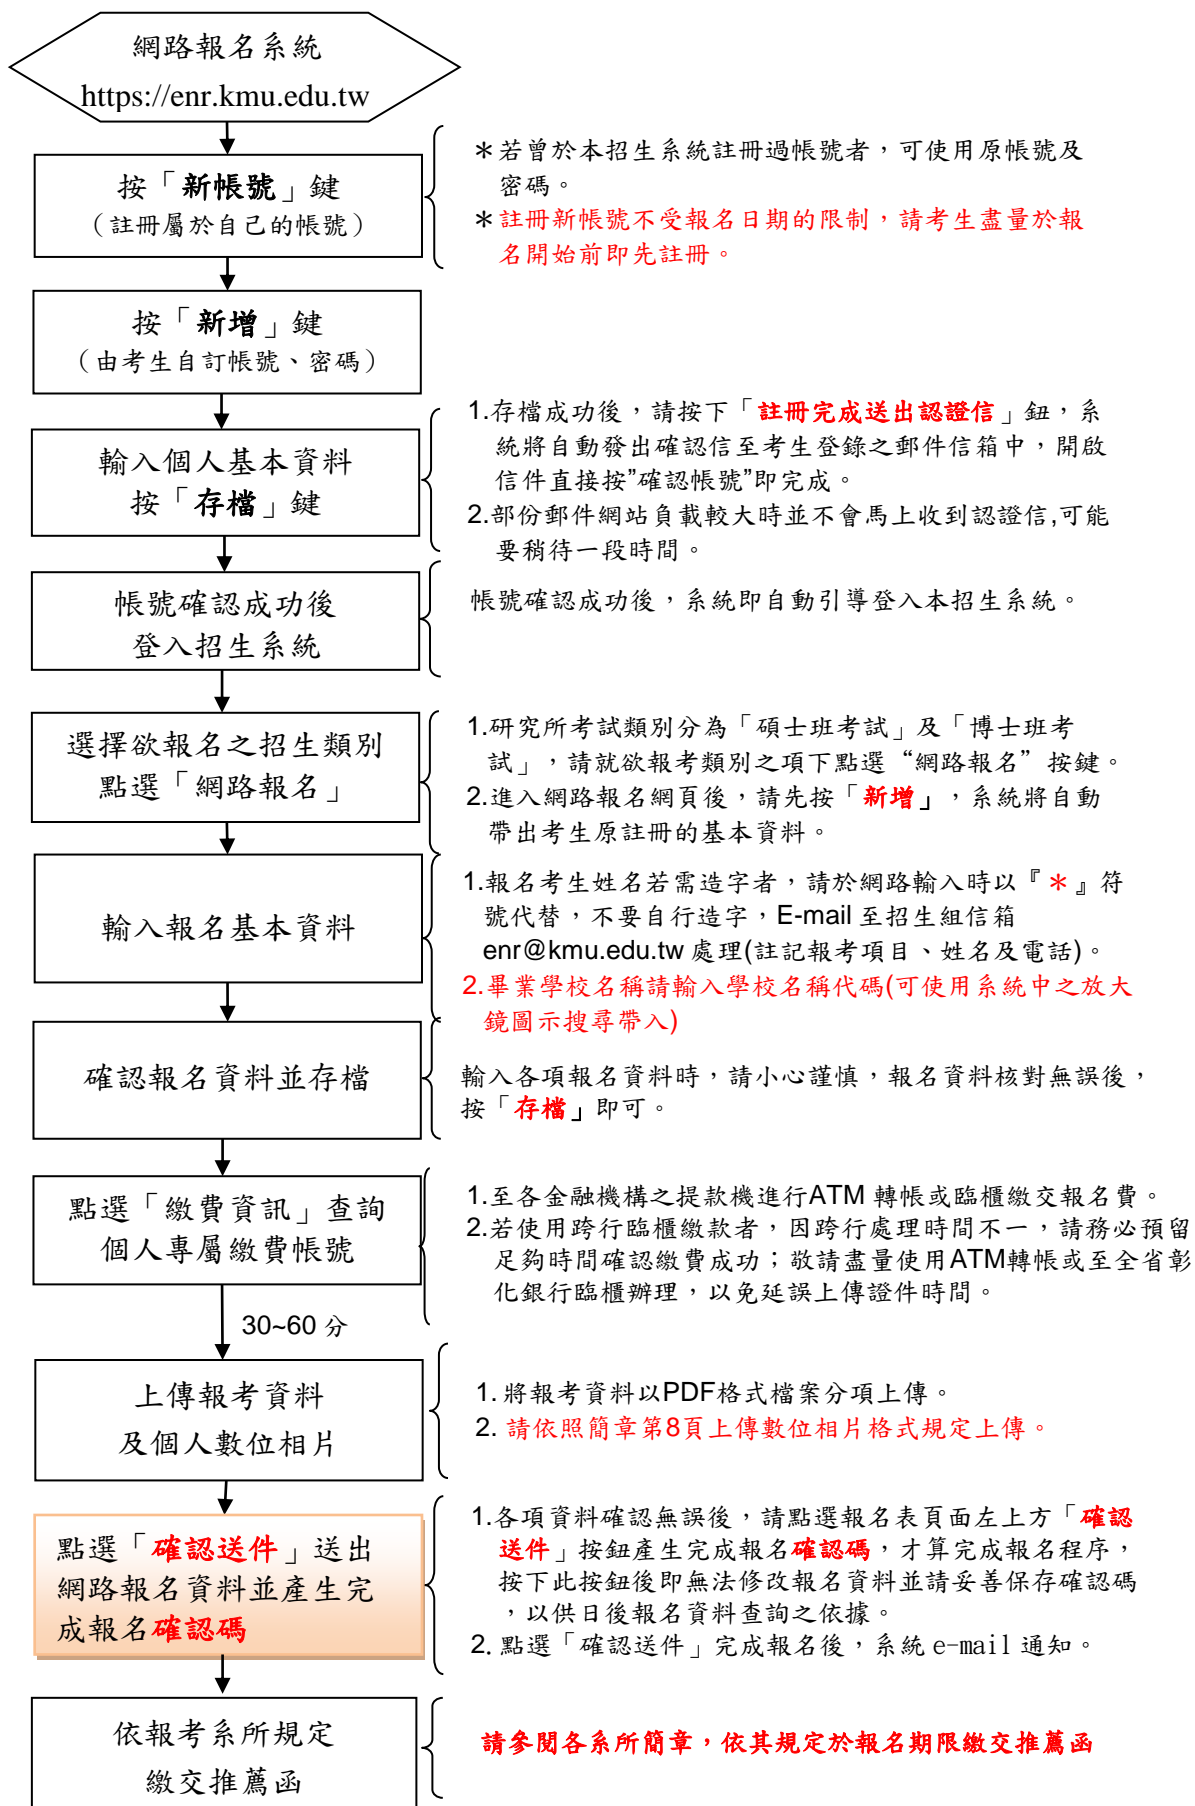 網路報名系統
https://enr.kmu.edu.tw
按「新帳號」鍵
（註冊屬於自己的帳號）
＊若曾於本招生系統註冊過帳號者，可使用原帳號及
密碼。
＊註冊新帳號不受報名日期的限制，請考生盡量於報
名開始前即先註冊。
按「新增」鍵
（由考生自訂帳號、密碼）
輸入個人基本資料
按「存檔」鍵
1.存檔成功後，請按下「註冊完成送出認證信」鈕，系
統將自動發出確認信至考生登錄之郵件信箱中，開啟
信件直接按”確認帳號”即完成。
2.部份郵件網站負載較大時並不會馬上收到認證信,可能
要稍待一段時間。
帳號確認成功後
登入招生系統
帳號確認成功後，系統即自動引導登入本招生系統。
選擇欲報名之招生類別
點選「網路報名」
1.研究所考試類別分為「碩士班考試」及「博士班考
試」，請就欲報考類別之項下點選“網路報名”按鍵。
2.進入網路報名網頁後，請先按「新增」，系統將自動
帶出考生原註冊的基本資料。
輸入報名基本資料
1.報名考生姓名若需造字者，請於網路輸入時以『＊』符
號代替，不要自行造字，E-mail 至招生組信箱
enr@kmu.edu.tw 處理(註記報考項目、姓名及電話)。
2.畢業學校名稱請輸入學校名稱代碼(可使用系統中之放大
鏡圖示搜尋帶入)
確認報名資料並存檔
輸入各項報名資料時，請小心謹慎，報名資料核對無誤後，
按「存檔」即可。
點選「繳費資訊」查詢
個人專屬繳費帳號
1.至各金融機構之提款機進行ATM 轉帳或臨櫃繳交報名費。
2.若使用跨行臨櫃繳款者，因跨行處理時間不一，請務必預留
足夠時間確認繳費成功；敬請盡量使用ATM轉帳或至全省彰
化銀行臨櫃辦理，以免延誤上傳證件時間。
30~60 分
上傳報考資料
及個人數位相片
1. 將報考資料以PDF格式檔案分項上傳。
2. 請依照簡章第8頁上傳數位相片格式規定上傳。
點選「確認送件」送出
網路報名資料並產生完
成報名確認碼
1.各項資料確認無誤後，請點選報名表頁面左上方「確認
送件」按鈕產生完成報名確認碼，才算完成報名程序，
按下此按鈕後即無法修改報名資料並請妥善保存確認碼
，以供日後報名資料查詢之依據。
2. 點選「確認送件」完成報名後，系統 e-mail 通知。
依報考系所規定
繳交推薦函
請參閱各系所簡章，依其規定於報名期限繳交推薦函